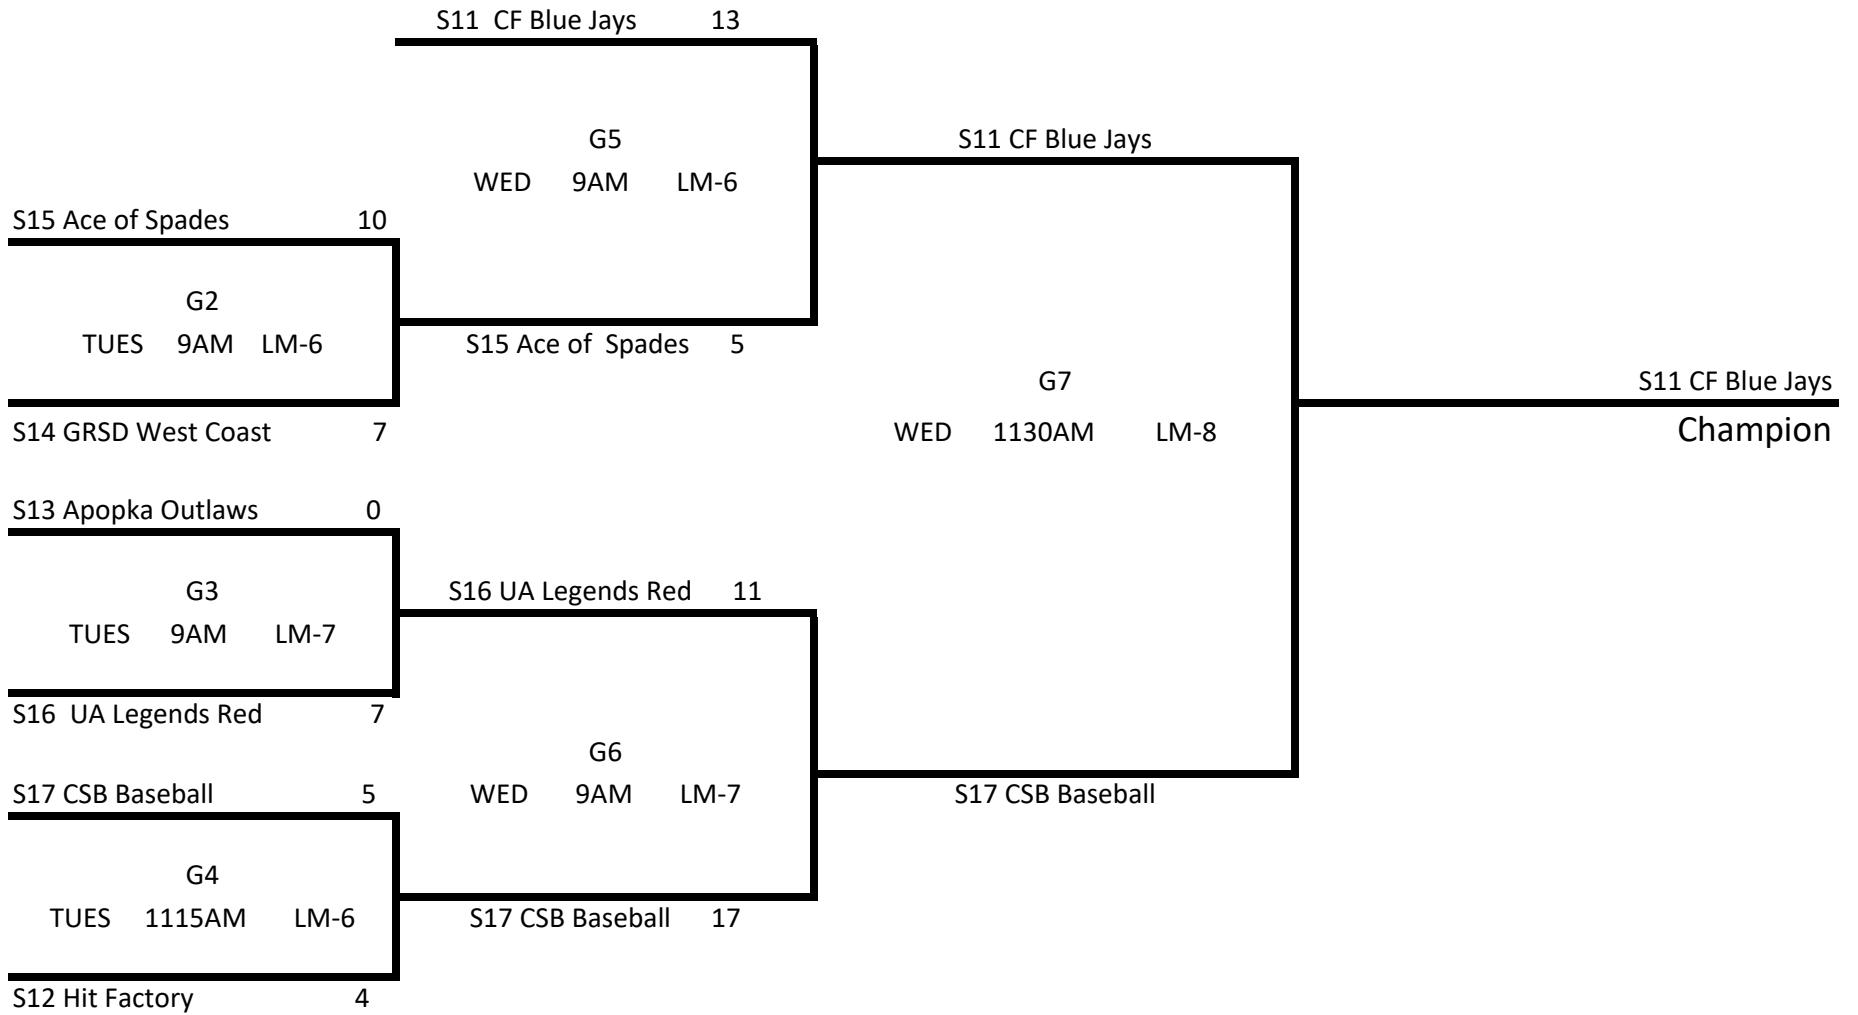 S11  CF Blue Jays 13
G5
WED 9AM LM-6
S11 CF Blue Jays
S15 Ace of Spades 10
G2
TUES 9AM LM-6
S15 Ace of  Spades 5
G7
WED 1130AM LM-8
S11 CF Blue Jays
Champion
S14 GRSD West Coast 7
S13 Apopka Outlaws 0
G3
TUES 9AM LM-7
S16 UA Legends Red 11
S16  UA Legends Red 7
G6
WED 9AM LM-7
S17 CSB Baseball
S17 CSB Baseball 5
G4
TUES 1115AM LM-6
S17 CSB Baseball 17
S12 Hit Factory 4